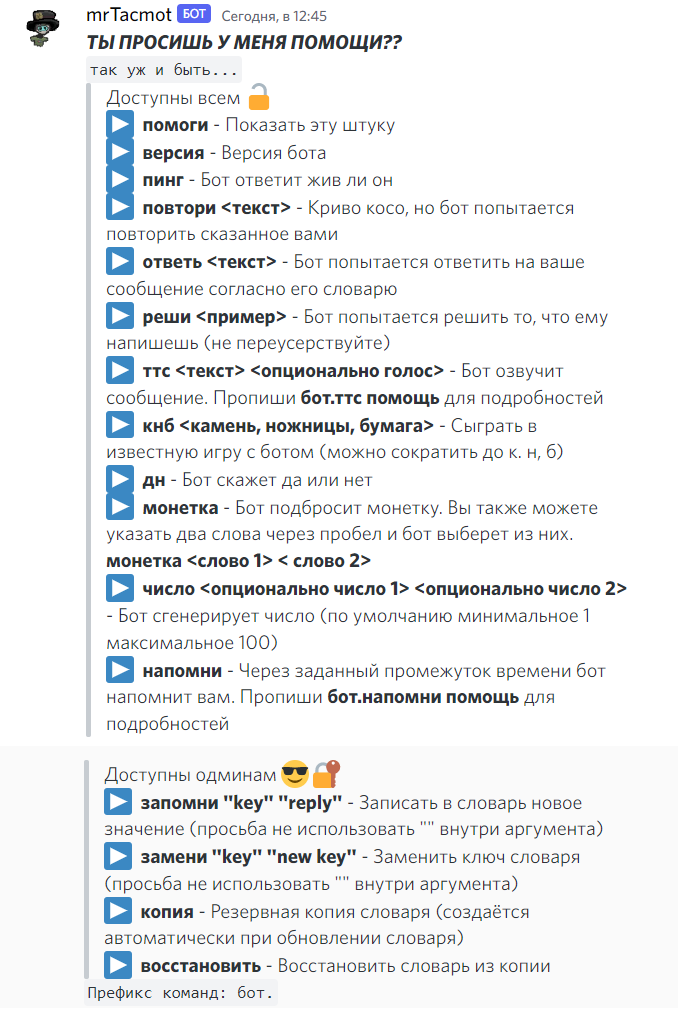 mrTacmot БОТ Сегодня, в 12:45
ТЫ ПРОСИШЬ У МЕНЯ ПОМОЩИ??
так уж и быть...
Доступны всем 🔓
▶ помоги - Показать эту штуку
▶ версия - Версия бота
▶ пинг - Бот ответит жив ли он
▶ повтори <текст> - Криво косо, но бот попытается
повторить сказанное вами
▶ ответь <текст> - Бот попытается ответить на ваше
сообщение согласно его словарю
▶ реши <пример> - Бот попытается решить то, что ему
напишешь (не переусерствуйте)
▶ ттс <текст> <опционально голос> - Бот озвучит
сообщение. Пропиши бот.ттс помощь для подробностей
▶ кнб <камень, ножницы, бумага> - Сыграть в
известную игру с ботом (можно сократить до к. н, б)
▶ дн - Бот скажет да или нет
▶ монетка - Бот подбросит монетку. Вы также можете
указать два слова через пробел и бот выберет из них.
монетка <слово 1> < слово 2>
▶ число <опционально число 1> <опционально число 2>
- Бот сгенерирует число (по умолчанию минимальное 1
максимальное 100)
▶ напомни - Через заданный промежуток времени бот
напомнит вам. Пропиши бот.напомни помощь для
подробностей
Доступны одминам 😎🔐
▶ запомни "key" "reply" - Записать в словарь новое
значение (просьба не использовать "" внутри аргумента)
▶ замени "key" "new key" - Заменить ключ словаря
(просьба не использовать "" внутри аргумента)
▶ копия - Резервная копия словаря (создаётся
автоматически при обновлении словаря)
▶ восстановить - Восстановить словарь из копии
Префикс команд: бот.